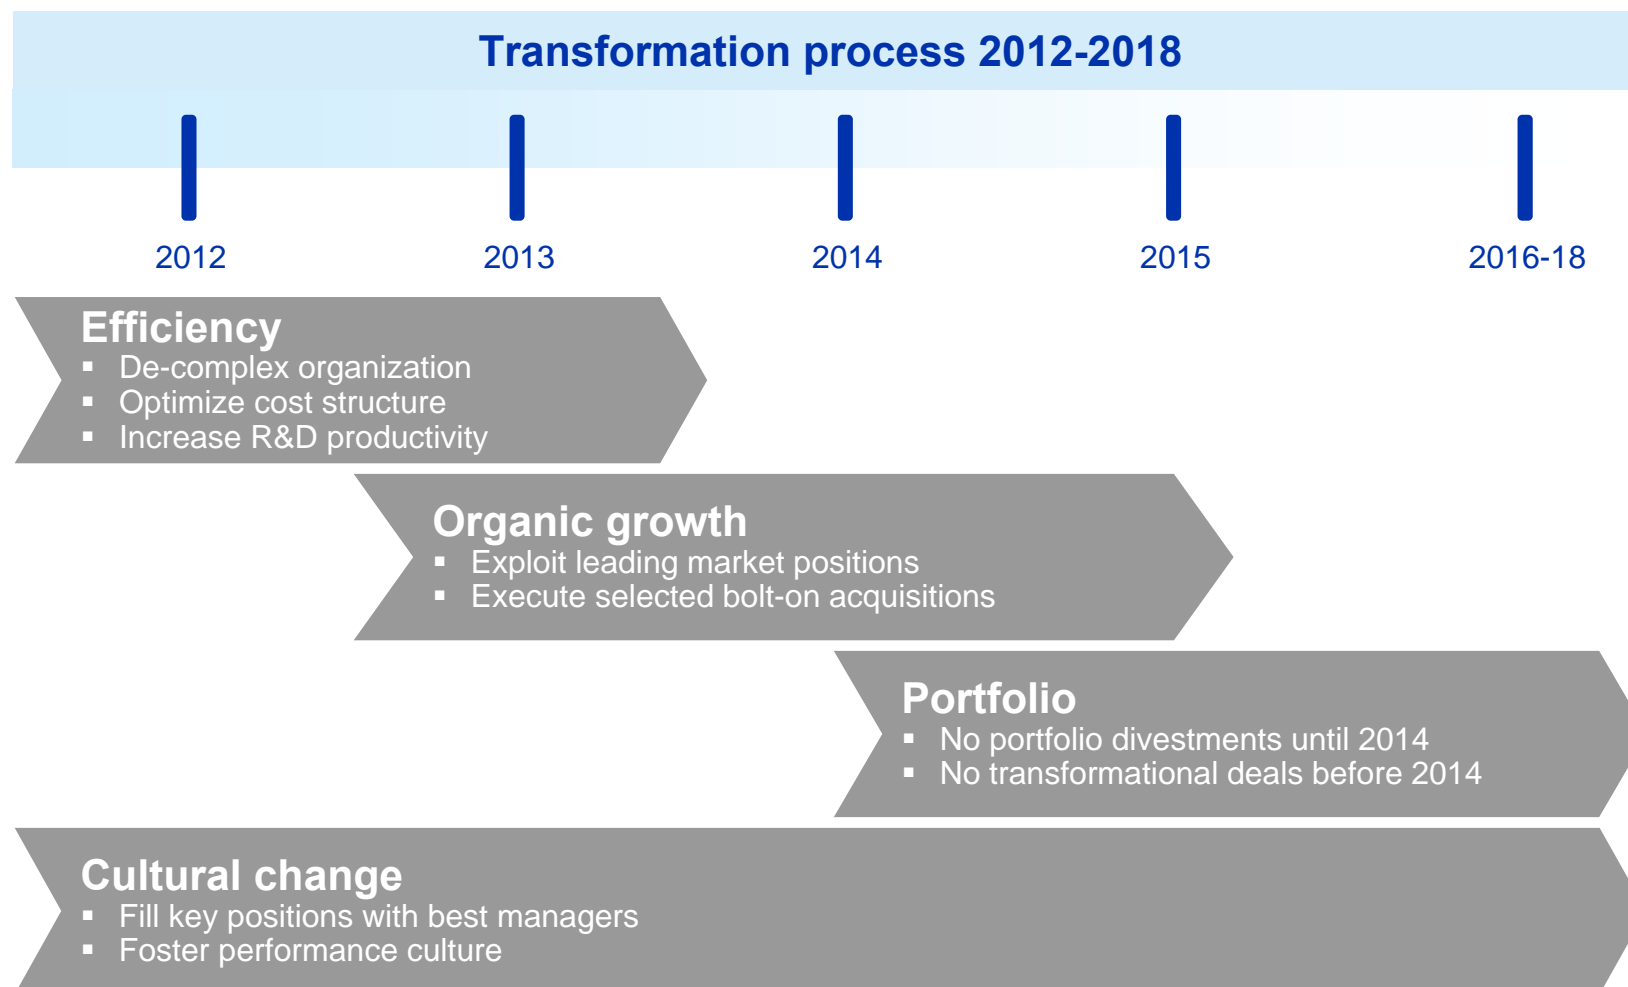 Transformation process 2012-2018
2012
2013
2014
2015
2016-18
Efficiency
▪ De-complex organization
▪ Optimize cost structure
▪ Increase R&D productivity
Organic growth
▪ Exploit leading market positions
▪ Execute selected bolt-on acquisitions
Portfolio
▪ No portfolio divestments until 2014
▪ No transformational deals before 2014
Cultural change
▪ Fill key positions with best managers
▪ Foster performance culture